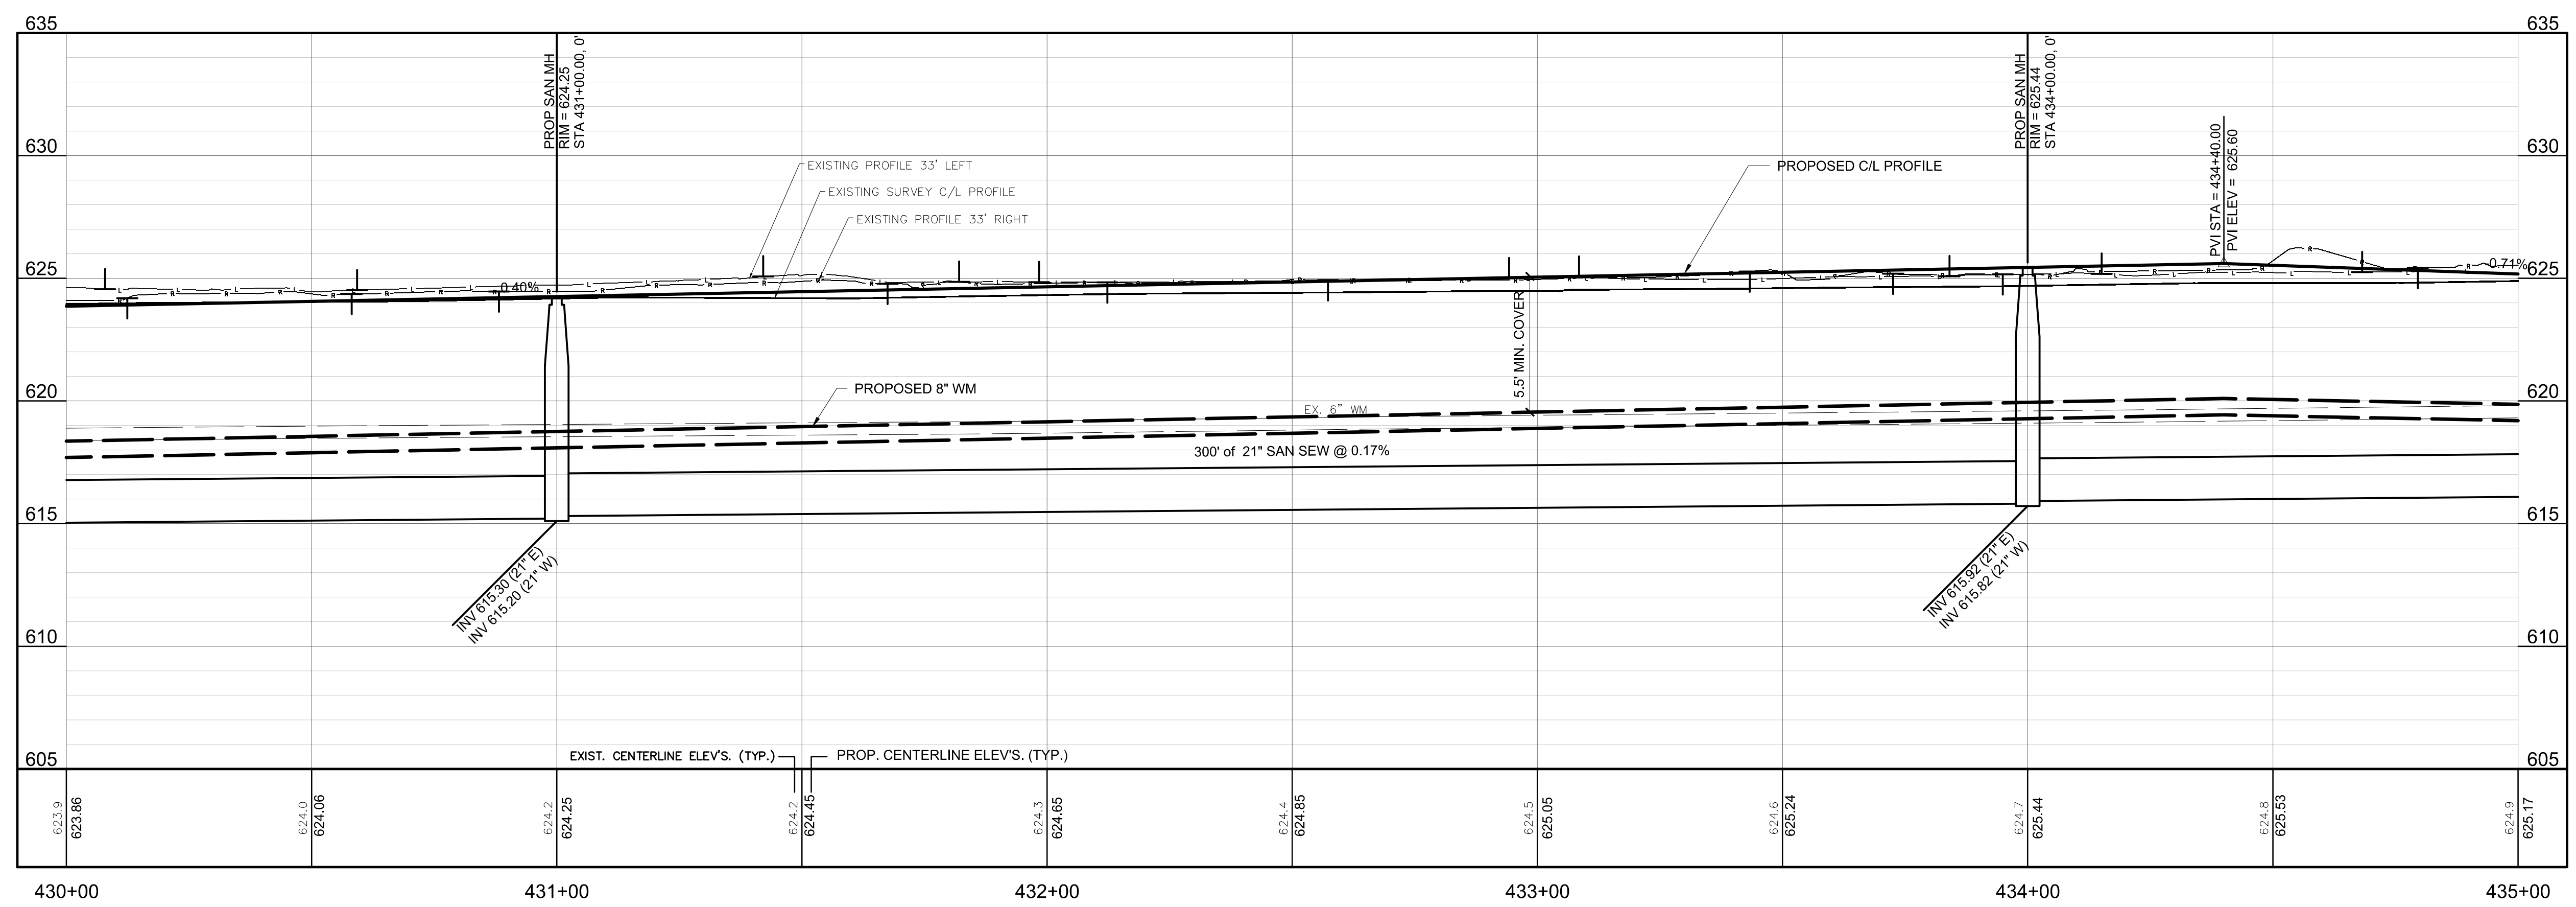 635
635
PROP SAN MH
RIM = 624.25
STA 431+00.00, 0'
PROP SAN MH
RIM = 625.44
STA 434+00.00, 0'
PVI STA = 434+40.00
PVI ELEV = 625.60
630
630
EXISTING PROFILE 33' LEFT
EXISTING SURVEY C/L PROFILE
EXISTING PROFILE 33' RIGHT
PROPOSED C/L PROFILE
625
625
0.40%
0.71%
5.5' MIN. COVER
620
620
PROPOSED 8" WM
EX. 6" WM
300' of 21" SAN SEW @ 0.17%
615
615
INV 615.30 (21" E)
INV 615.20 (21" W)
INV 615.92 (21" E)
INV 615.82 (21" W)
610
610
605
605
EXIST. CENTERLINE ELEV'S. (TYP.)
PROP. CENTERLINE ELEV'S. (TYP.)
623.9
623.86
624.0
624.06
624.2
624.25
624.2
624.45
624.3
624.65
624.4
624.85
624.5
625.05
624.6
625.24
624.7
625.44
624.8
625.53
624.9
625.17
430+00
431+00
432+00
433+00
434+00
435+00